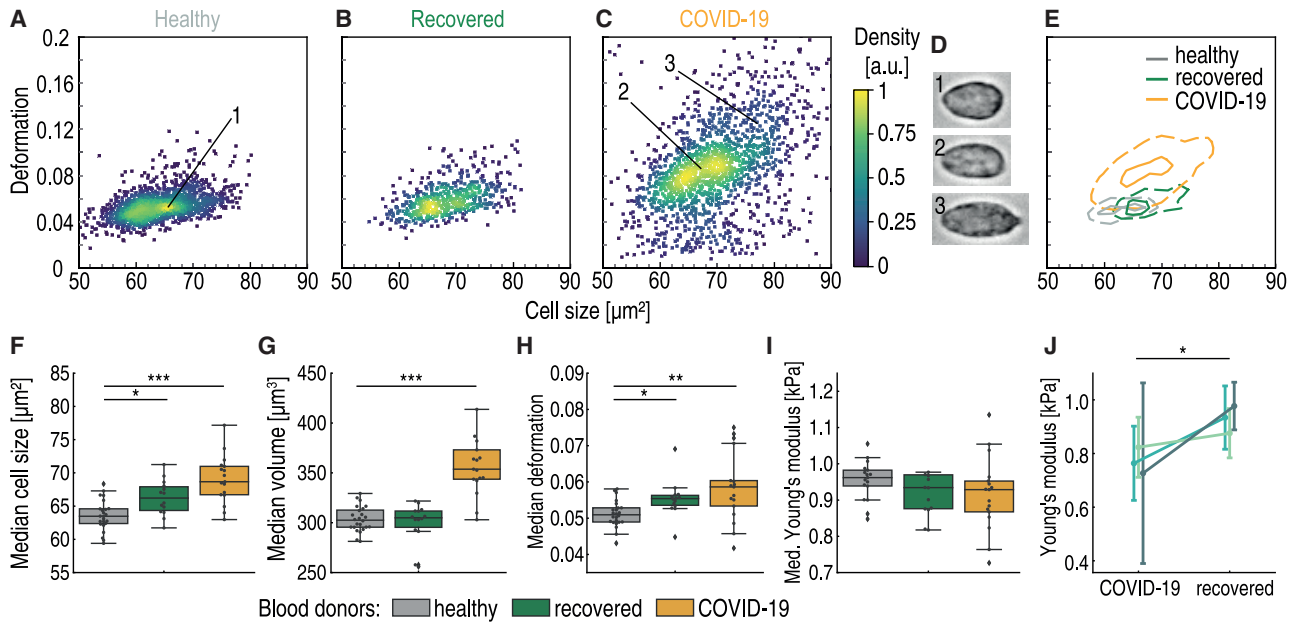 A Healthy
B Recovered
C COVID-19
Density
[a.u.]
D
E
Deformation
0.2
0.16
0.12
0.08
0.04
0
50 60 70 80 90
1
50 60 70 80 90
2
3
50 60 70 80 90
1
0.75
0.5
0.25
0
1
2
3
healthy
recovered
COVID-19
50 60 70 80 90
Cell size [µm²]
F
Median cell size [µm²]
85
80
75
70
65
60
55
***
*
G
Median volume [µm³]
450
400
350
300
250
***
H
Median deformation
0.09
0.08
0.07
0.06
0.05
0.04
**
*
I
Med. Young's modulus [kPa]
1.2
1.1
1.0
0.9
0.8
0.7
J
Young's modulus [kPa]
1.0
0.8
0.6
0.4
*
COVID-19 recovered
Blood donors: healthy recovered COVID-19